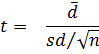 t = d̄ / sd/√n